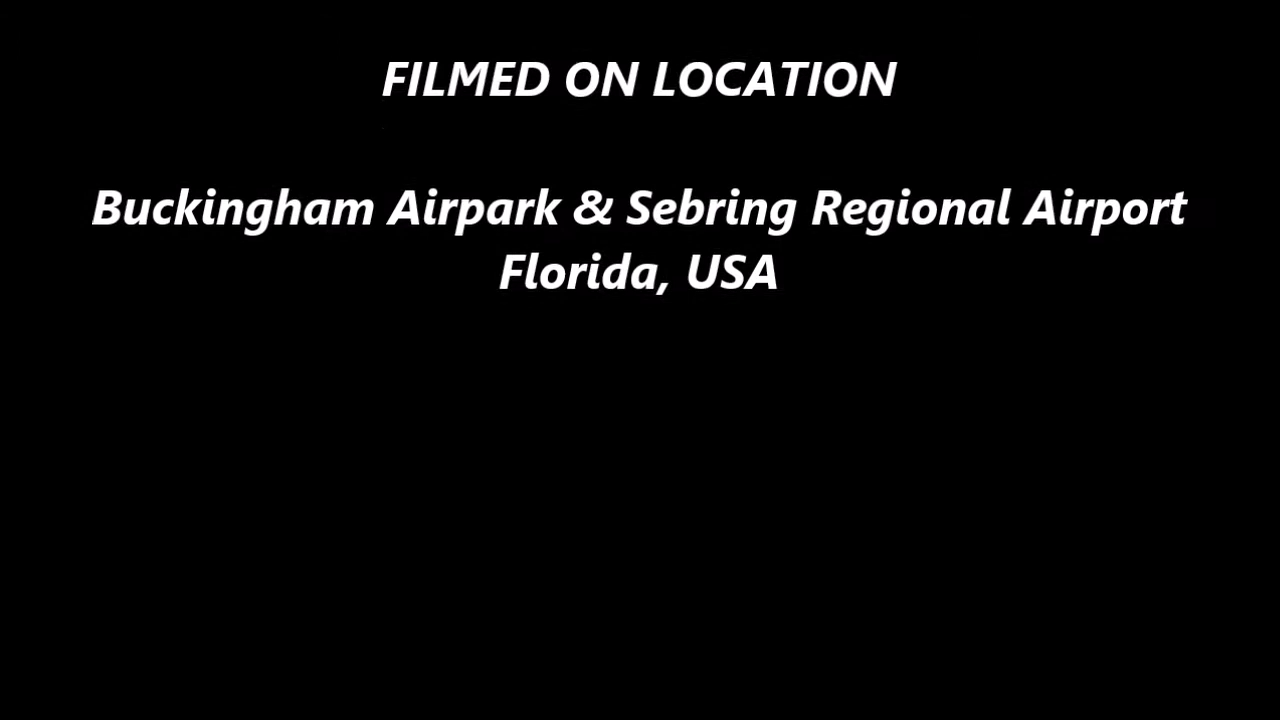 FILMED ON LOCATION
Buckingham Airpark & Sebring Regional Airport
Florida, USA